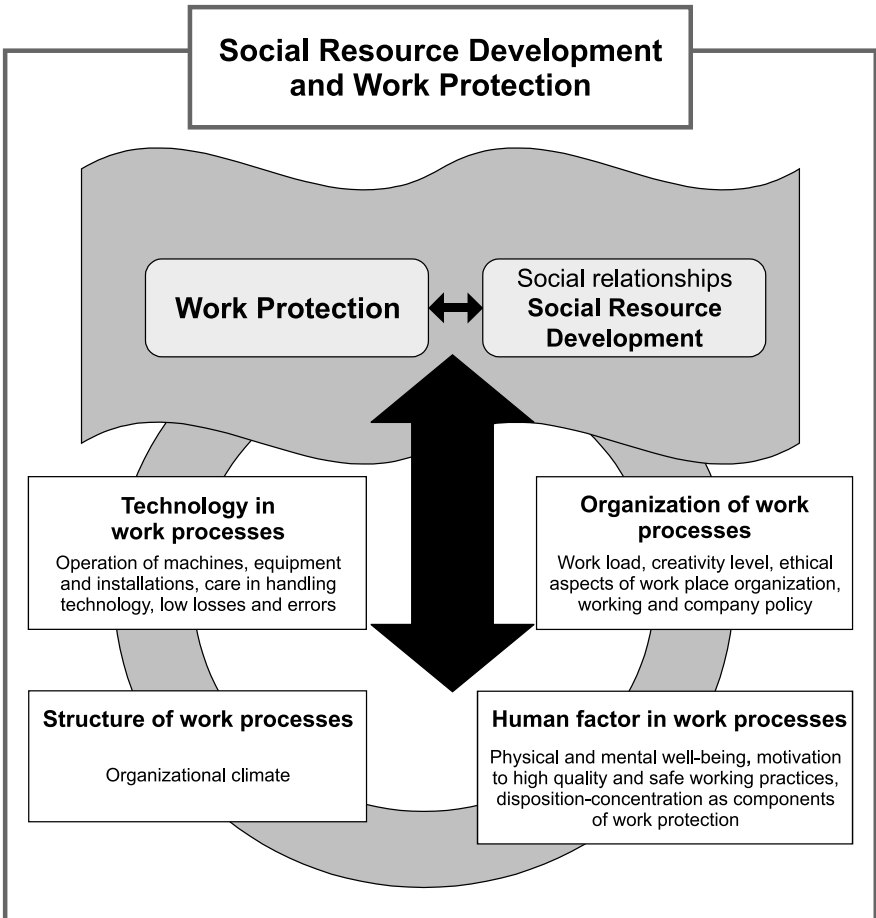 Social Resource Development
and Work Protection
Work Protection
Social relationships
Social Resource
Development
Technology in
work processes
Operation of machines, equipment
and installations, care in handling
technology, low losses and errors
Organization of work
processes
Work load, creativity level, ethical
aspects of work place organization,
working and company policy
Structure of work processes
Organizational climate
Human factor in work processes
Physical and mental well-being, motivation
to high quality and safe working practices,
disposition-concentration as components
of work protection